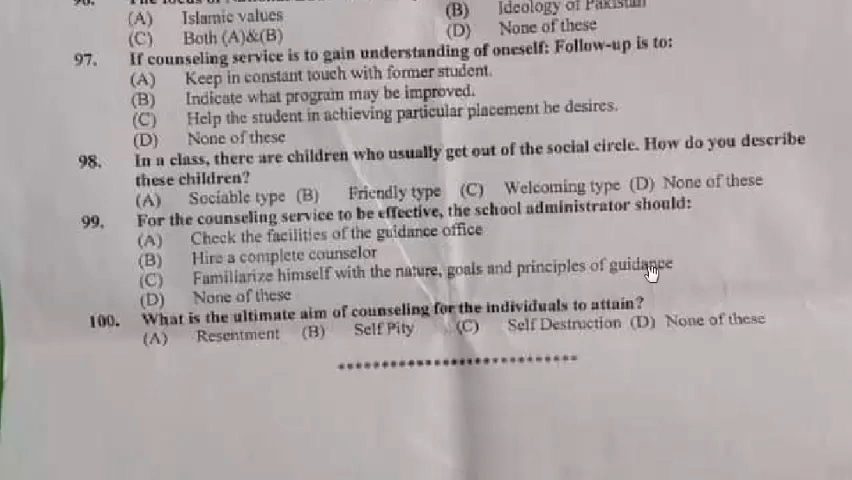 (A) Islamic values (B) Ideology of Pakistan
(C) Both (A)&(B) (D) None of these
97. If counseling service is to gain understanding of oneself: Follow-up is to:
(A) Keep in constant touch with former student.
(B) Indicate what program may be improved.
(C) Help the student in achieving particular placement he desires.
(D) None of these
98. In a class, there are children who usually get out of the social circle. How do you describe
these children?
(A) Sociable type (B) Friendly type (C) Welcoming type (D) None of these
99. For the counseling service to be effective, the school administrator should:
(A) Check the facilities of the guidance office
(B) Hire a complete counselor
(C) Familiarize himself with the nature, goals and principles of guidance
(D) None of these
100. What is the ultimate aim of counseling for the individuals to attain?
(A) Resentment (B) Self Pity (C) Self Destruction (D) None of these